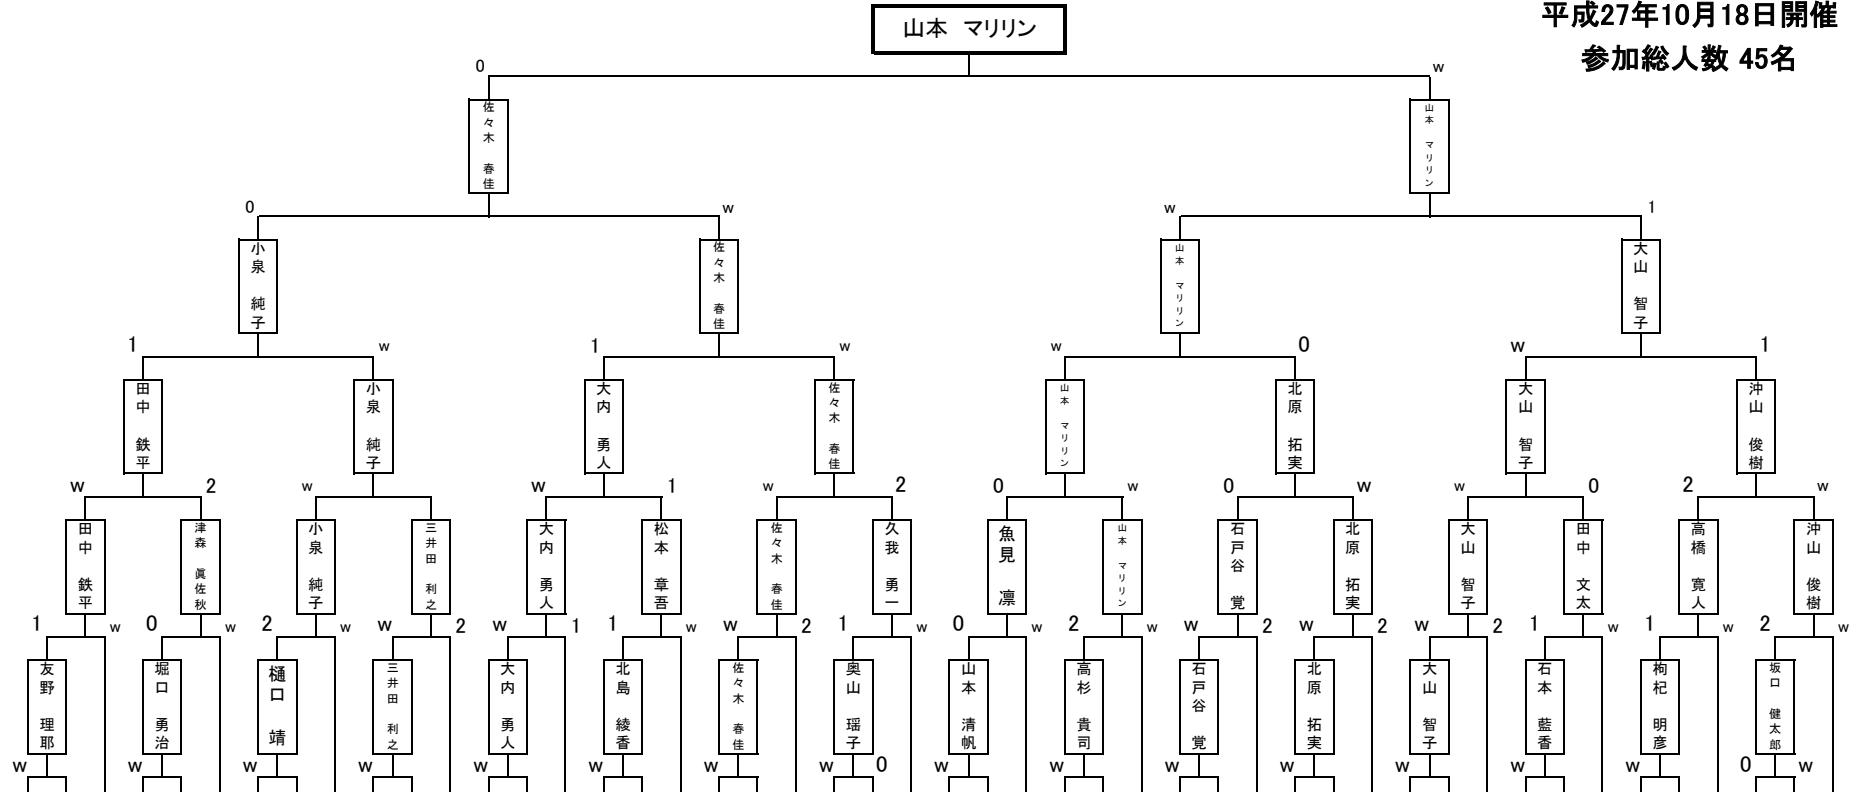 平成27年10月18日開催
参加総人数 45名
山本　マリリン
0 w
佐々木　春佳
山本　マリリン
0 w w 1
小泉　純子
佐々木　春佳
山本　マリリン
大山　智子
1 w 1 w w 0 w 1
田中　鉄平
小泉　純子
大内　勇人
佐々木　春佳
山本　マリリン
北原　拓実
大山　智子
沖山　俊樹
w 2 w w 1 w 2 0 w 0 w w 0 2 w
田中　鉄平
津森　眞佐秋
小泉　純子
三井田　利之
大内　勇人
松本　章吾
佐々木　春佳
久我　勇一
魚見　凛
山本　マリリン
石戸谷　覚
北原　拓実
大山　智子
田中　文太
高橋　寛人
沖山　俊樹
1 w 0 w 2 w w 2 w 1 1 w w 2 1 w 0 w 2 w w 2 w 2 w 2 1 w 1 w 2 w
友野　理耶
堀口　勇治
樋口　靖
三井田　利之
大内　勇人
北島　綾香
佐々木　春佳
奥山　瑶子
山本　清帆
高杉　貴司
石戸谷　覚
北原　拓実
大山　智子
石本　藍香
枸杞　明彦
坂口　健太郎
w w w w w w w w 0 w w w w w w w 0 w